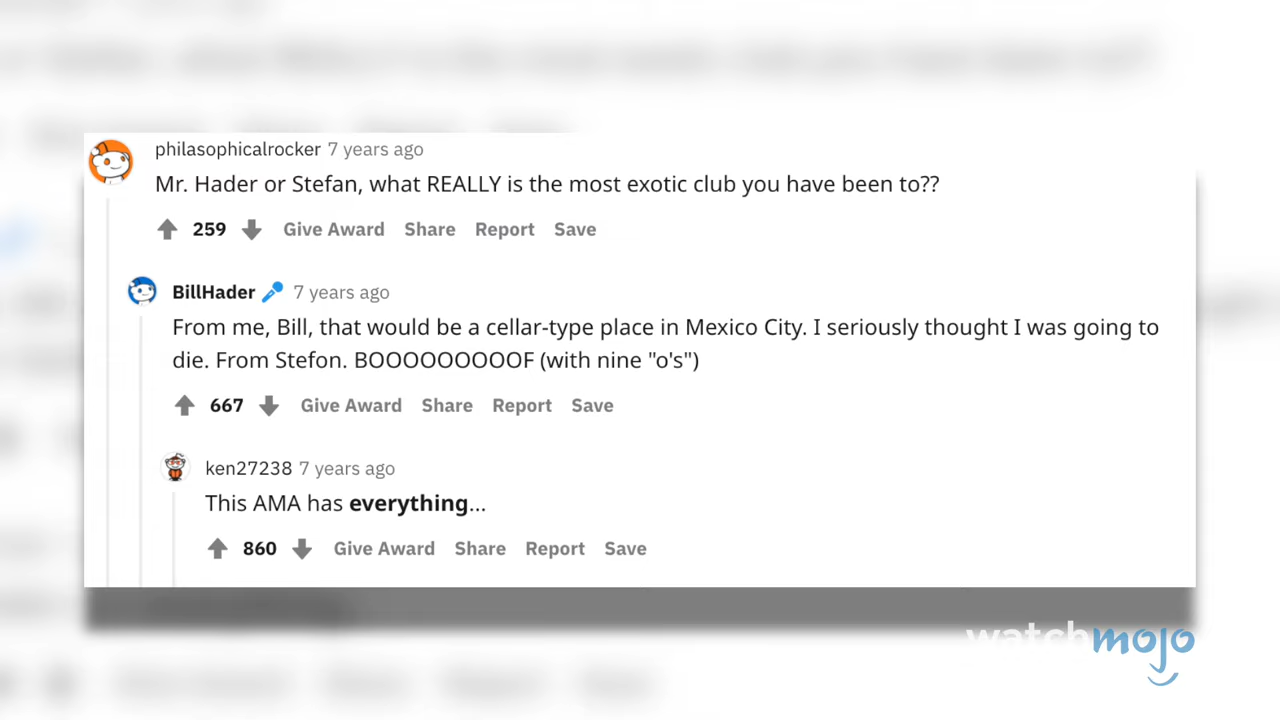 philasophicalrocker 7 years ago
Mr. Hader or Stefan, what REALLY is the most exotic club you have been to??
259 Give Award Share Report Save
BillHader 7 years ago
From me, Bill, that would be a cellar-type place in Mexico City. I seriously thought I was going to
die. From Stefon. BOOOOOOOOOF (with nine "o's")
667 Give Award Share Report Save
ken27238 7 years ago
This AMA has everything...
860 Give Award Share Report Save
watchmojo